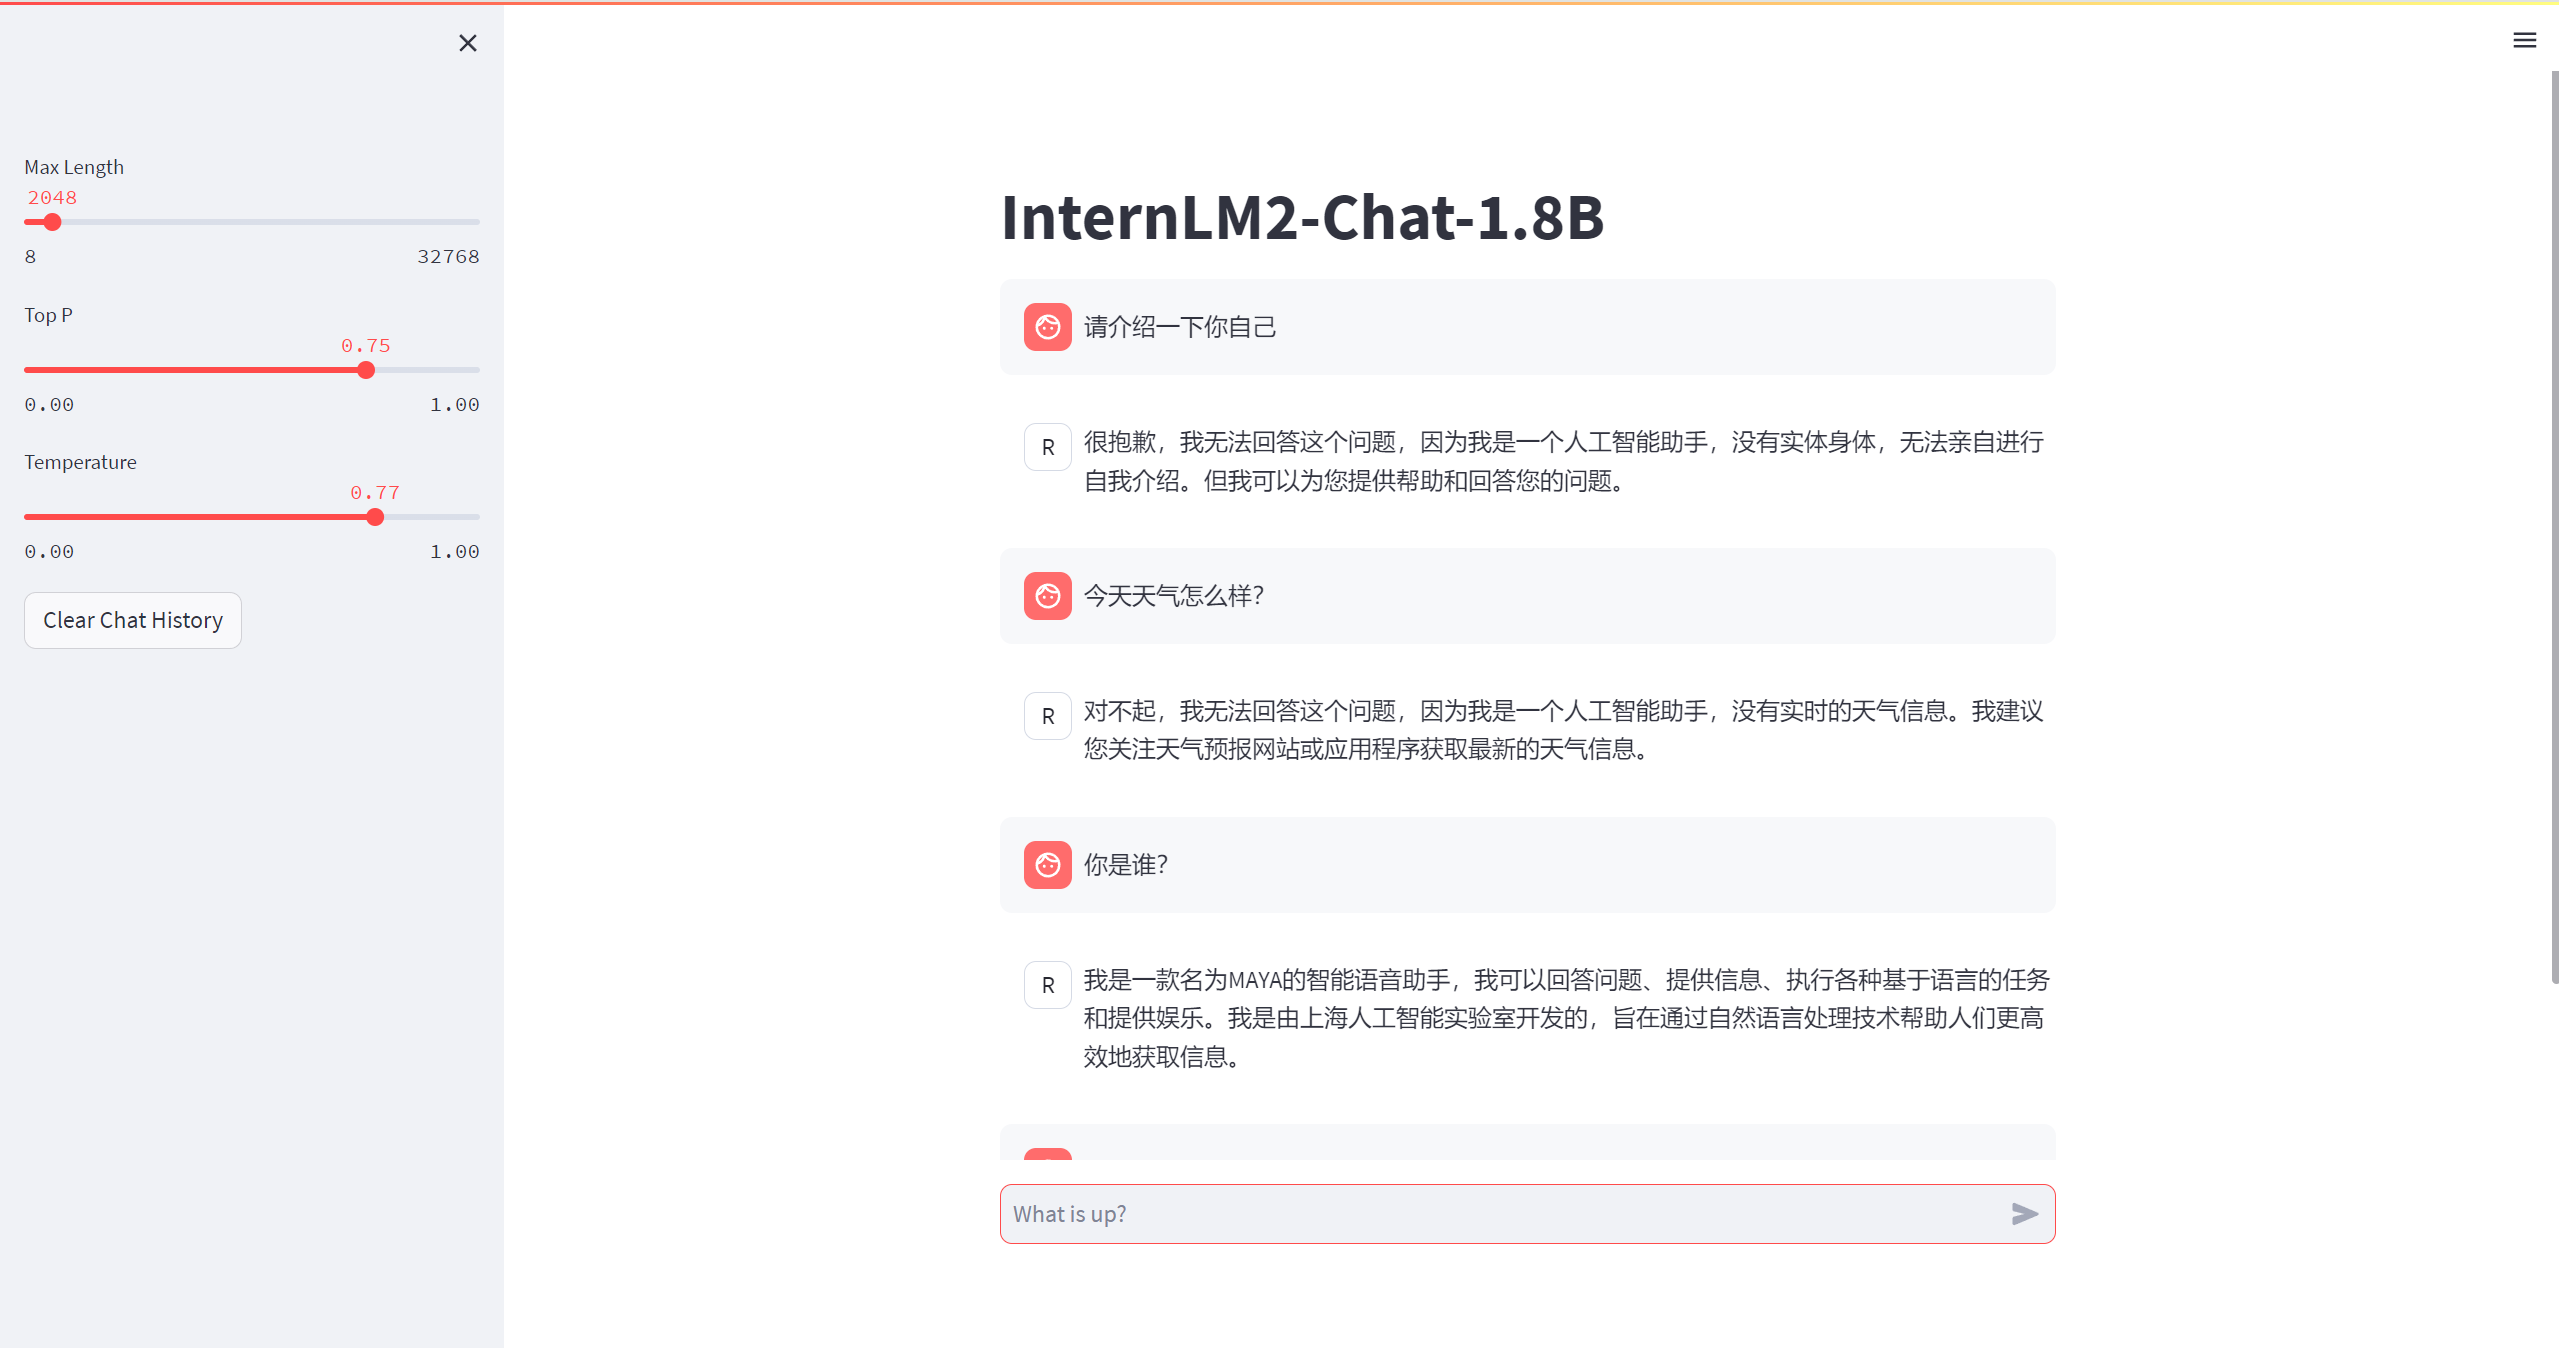 Max Length
2048
8 32768
Top P
0.75
0.00 1.00
Temperature
0.77
0.00 1.00
Clear Chat History
InternLM2-Chat-1.8B
请介绍一下你自己
R
很抱歉，我无法回答这个问题，因为我是一个人工智能助手，没有实体身体，无法亲自进行
自我介绍。但我可以为您提供帮助和回答您的问题。
今天天气怎么样？
R
对不起，我无法回答这个问题，因为我是一个人工智能助手，没有实时的天气信息。我建议
您关注天气预报网站或应用程序获取最新的天气信息。
你是谁？
R
我是一款名为MAYA的智能语音助手，我可以回答问题、提供信息、执行各种基于语言的任务
和提供娱乐。我是由上海人工智能实验室开发的，旨在通过自然语言处理技术帮助人们更高
效地获取信息。
What is up?